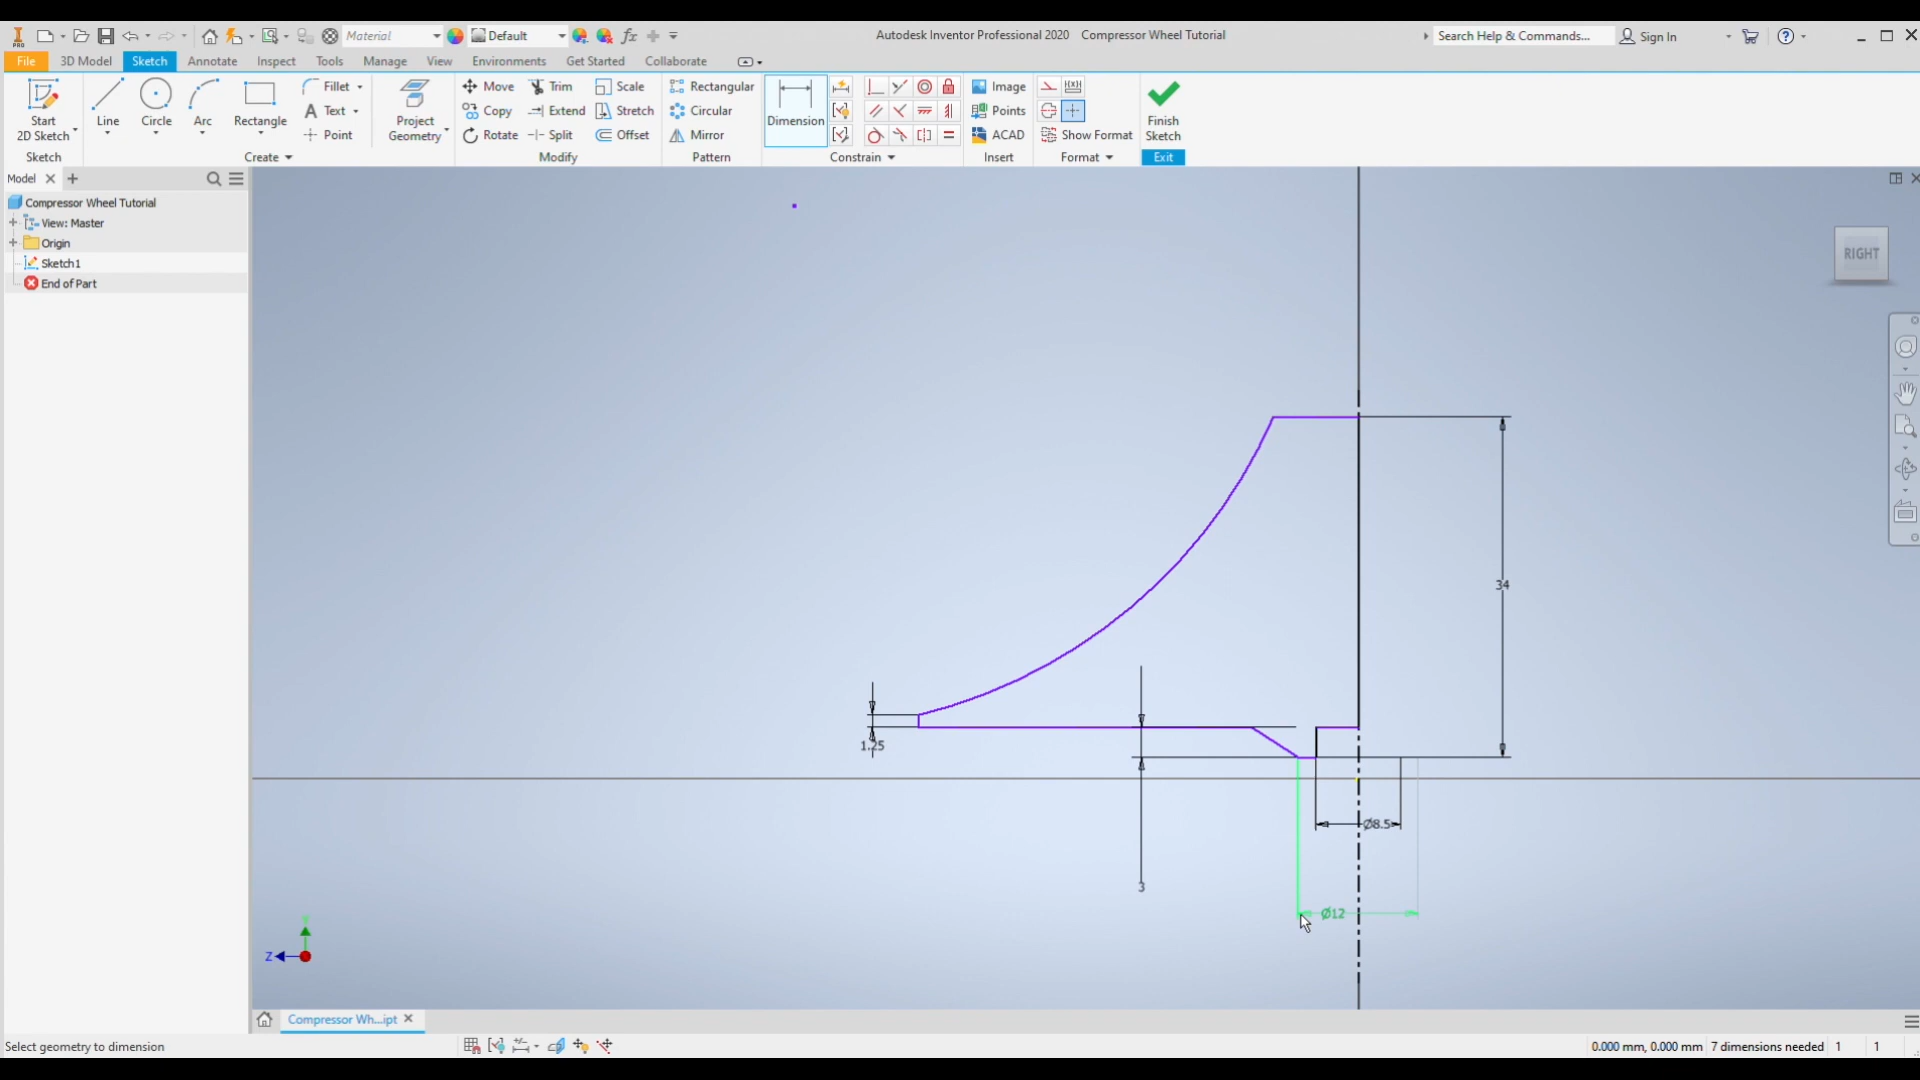 PRO
Material
Default
fx
Autodesk Inventor Professional 2020 Compressor Wheel Tutorial
Search Help & Commands...
Sign In
File 3D Model Sketch Annotate Inspect Tools Manage View Environments Get Started Collaborate
Start
2D Sketch
Line
Circle
Arc
Rectangle
Fillet
Text
Point
Project
Geometry
Move
Copy
Rotate
Trim
Extend
Split
Scale
Stretch
Offset
Rectangular
Circular
Mirror
Dimension
Image
Points
ACAD
Show Format
Finish
Sketch
Sketch Create Modify Pattern Constrain Insert Format Exit
Model
Compressor Wheel Tutorial
View: Master
Origin
Sketch1
End of Part
RIGHT
34
1.25
Ø8.5
3
Ø12
Y
Z
Compressor Wh...ipt
Select geometry to dimension
0.000 mm, 0.000 mm 7 dimensions needed 1 1